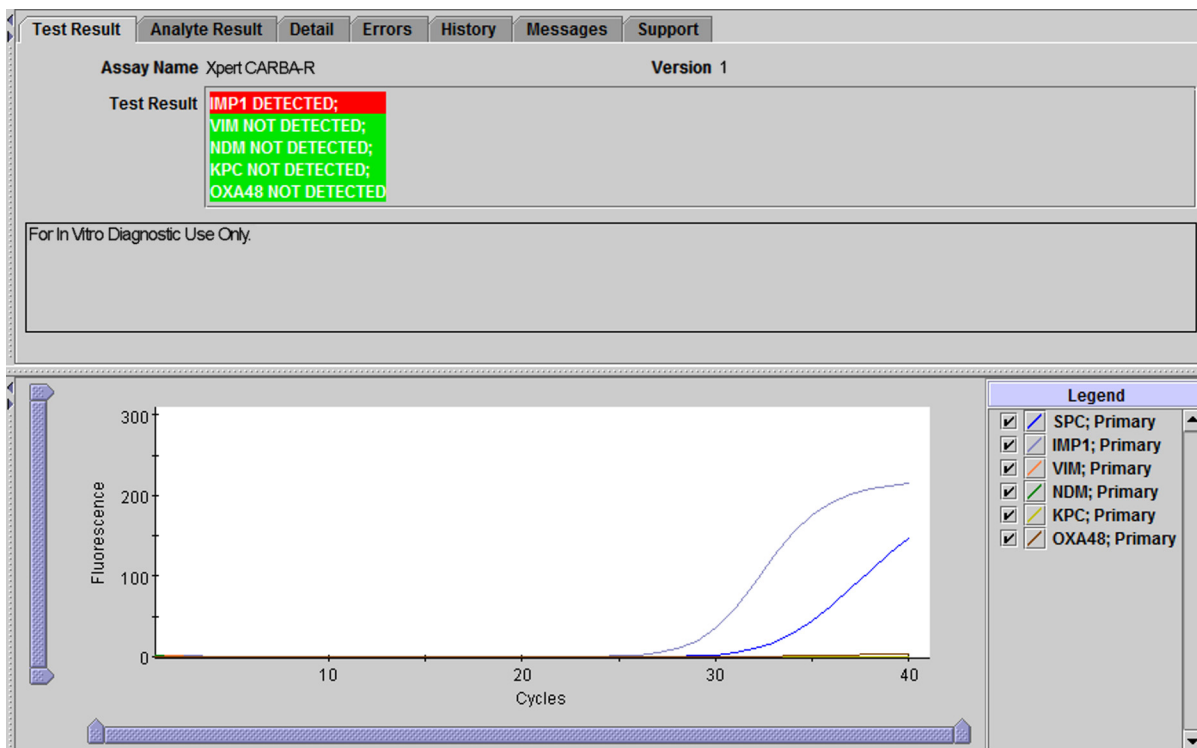 Test Result Analyte Result Detail Errors History Messages Support
Assay Name Xpert CARBA-R Version 1
Test Result IMP1 DETECTED;
VIM NOT DETECTED;
NDM NOT DETECTED;
KPC NOT DETECTED;
OXA48 NOT DETECTED
For In Vitro Diagnostic Use Only.
300
200
100
0
Fluorescence
10 20 30 40
Cycles
Legend
SPC; Primary
IMP1; Primary
VIM; Primary
NDM; Primary
KPC; Primary
OXA48; Primary